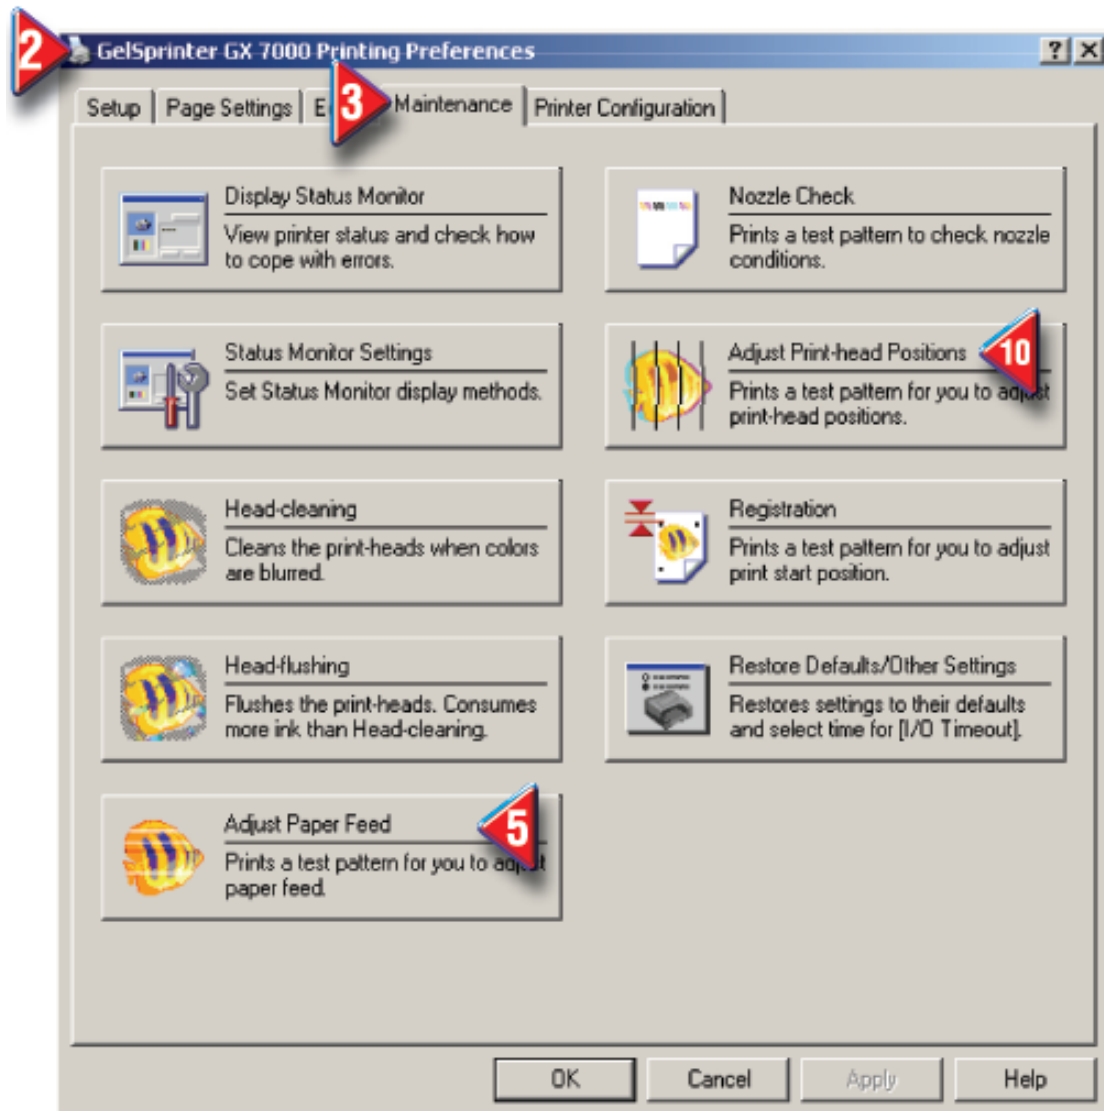 2
GelSprinter GX 7000 Printing Preferences
3
Setup
Page Settings
Maintenance
Printer Configuration
Display Status Monitor
View printer status and check how
to cope with errors.
Nozzle Check
Prints a test pattern to check nozzle
conditions.
Status Monitor Settings
Set Status Monitor display methods.
Adjust Print-head Positions
10
Prints a test pattern for you to adjust
print-head positions.
Head-cleaning
Cleans the print-heads when colors
are blurred.
Registration
Prints a test pattern for you to adjust
print start position.
Head-flushing
Flushes the print-heads. Consumes
more ink than Head-cleaning.
Restore Defaults/Other Settings
Restores settings to their defaults
and select time for [I/O Timeout].
Adjust Paper Feed
5
Prints a test pattern for you to adjust
paper feed.
OK
Cancel
Apply
Help